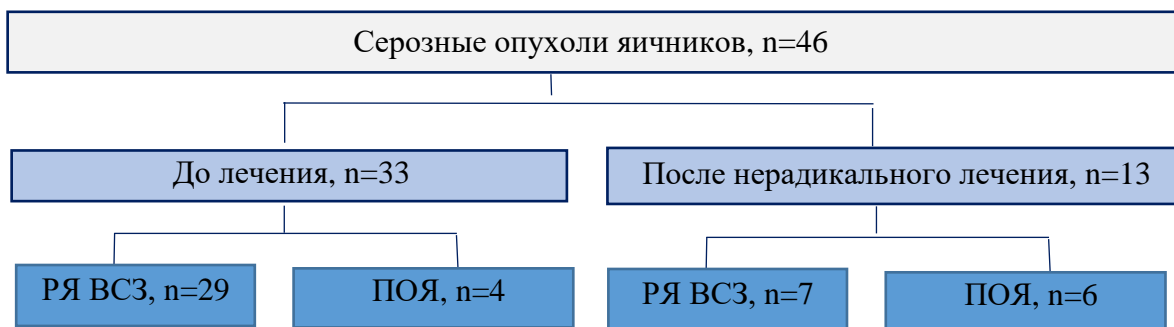 Серозные опухоли яичников, n=46
До лечения, n=33
После нерадикального лечения, n=13
РЯ ВСЗ, n=29
ПОЯ, n=4
РЯ ВСЗ, n=7
ПОЯ, n=6